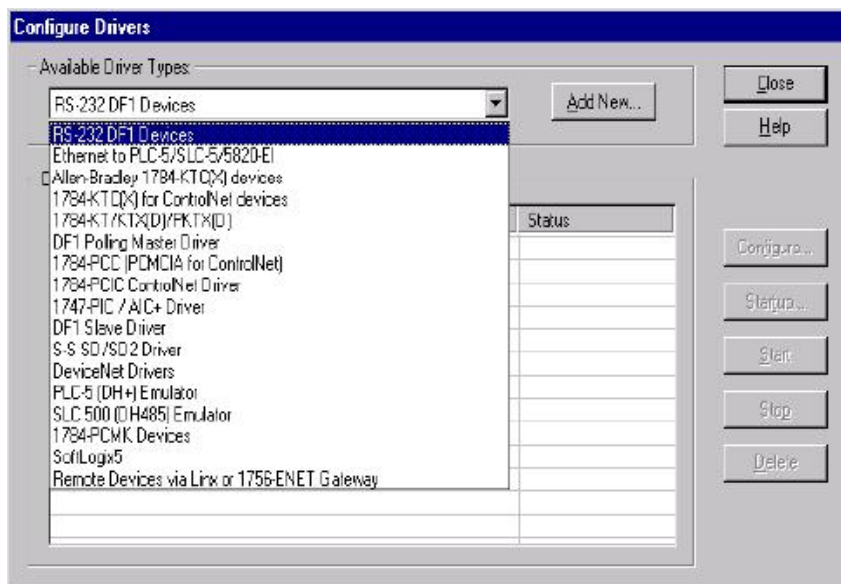 Configure Drivers
Available Driver Types:
RS-232 DF1 Devices
Add New...
Close
Help
RS-232 DF1 Devices
Ethernet to PLC-5/SLC-5/5820-EI
Allen-Bradley 1784-KTC(X) devices
1784-KTC(X) for ControlNet devices
1784-KT/KTX(D)/PKTX(D)
DF1 Polling Master Driver
1784-PCC (PCMCIA for ControlNet)
1784-PCIC ControlNet Driver
1747-PIC / AIC+ Driver
DF1 Slave Driver
S-S SD/SD2 Driver
DeviceNet Drivers
PLC-5 (DH+) Emulator
SLC 500 (DH485) Emulator
1784-PCMK Devices
SoftLogix5
Remote Devices via Linx or 1756-ENET Gateway
Status
Configure...
Startup...
Start
Stop
Delete